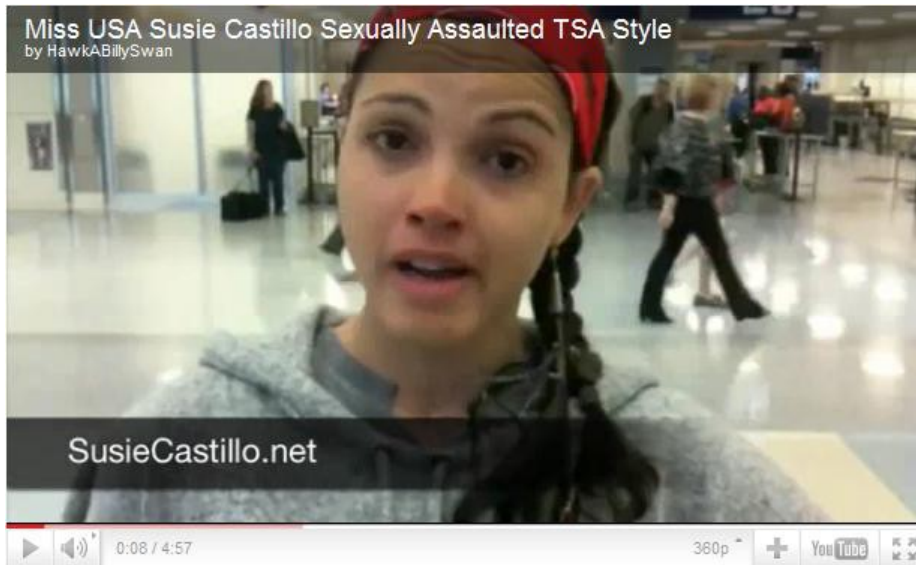 Miss USA Susie Castillo Sexually Assaulted TSA Style
by HawkABillySwan
SusieCastillo.net
0:08 / 4:57
360p
YouTube